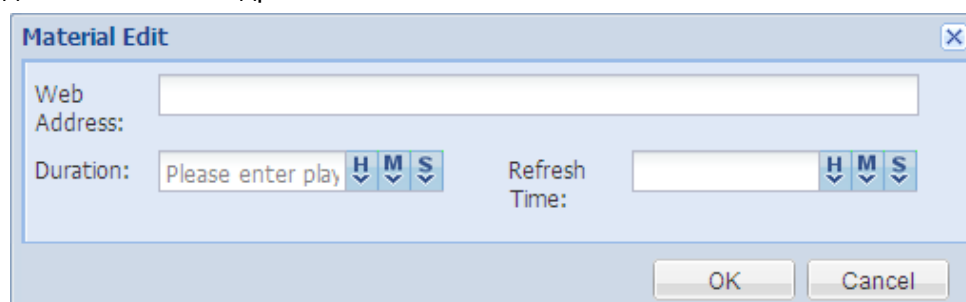 Material Edit
Web
Address:
Duration: Please enter play H M S Refresh
Time: H M S
OK Cancel